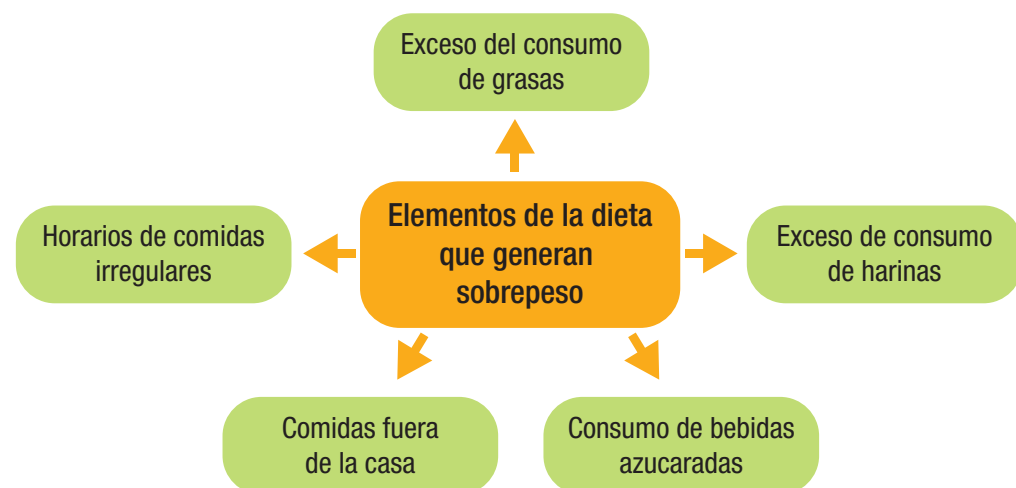 Exceso del consumo
de grasas
Elementos de la dieta
que generan
sobrepeso
Horarios de comidas
irregulares
Exceso de consumo
de harinas
Comidas fuera
de la casa
Consumo de bebidas
azucaradas